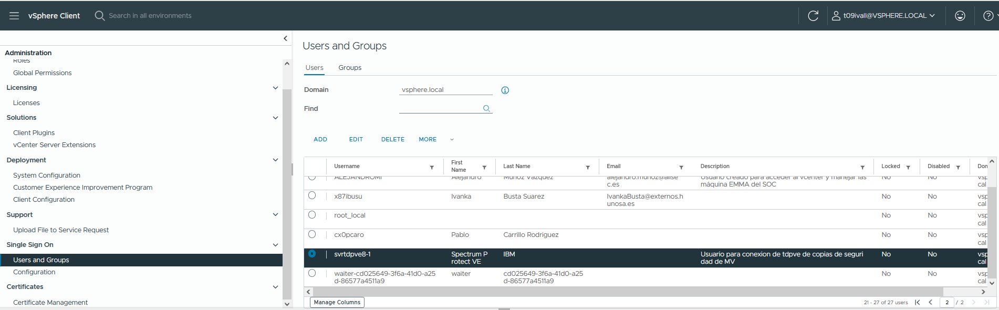 vSphere Client
Search in all environments
t09ivall@VSPHERE.LOCAL
Administration
Roles
Global Permissions
Licensing
Licenses
Solutions
Client Plugins
vCenter Server Extensions
Deployment
System Configuration
Customer Experience Improvement Program
Client Configuration
Support
Upload File to Service Request
Single Sign On
Users and Groups
Configuration
Certificates
Certificate Management
Users and Groups
Users Groups
Domain vsphere.local
Find
ADD EDIT DELETE MORE
Username First Name Last Name Email Description Locked Disabled Don
ALEJANDROMI Alejandro Muñoz Vázquez alejandro.munoz@alise Usuario creado para acceder al vcenter y manejar las No No vsp
c.es máquina EMMA del SOC cal
x87ibusu Ivanka Busta Suarez IvankaBusta@externos.h No No vsp
unosa.es cal
root_local No No vsp
cal
cx0pcaro Pablo Carrillo Rodriguez No No vsp
cal
svrtdpve8-1 Spectrum P IBM Usuario para conexion de tdpve de copias de seguri No No vsp
rotect VE dad de MV cal
waiter-cd025649-3f6a-41d0-a25 waiter cd025649-3f6a-41d0-a25 No No vsp
d-86577a4511a9 d-86577a4511a9 cal
Manage Columns
21 - 27 of 27 users 2 / 2